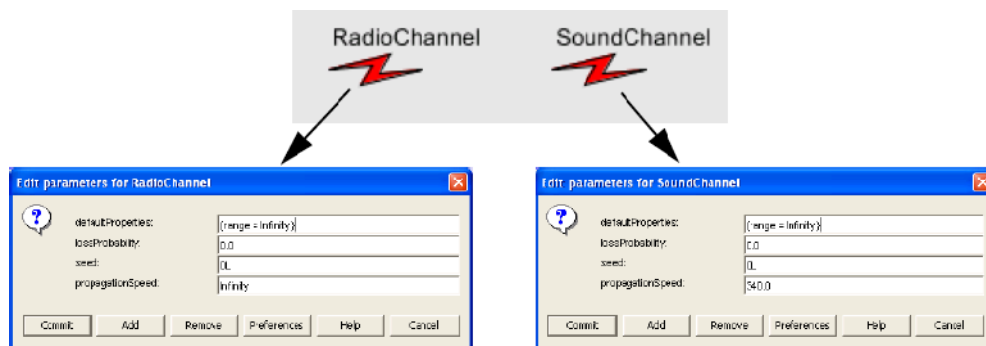 RadioChannel
SoundChannel
Edit parameters for RadioChannel
?
defaultProperties: {range = Infinity}
lossProbability: 0.0
seed: 0L
propagationSpeed: Infinity
Commit Add Remove Preferences Help Cancel
Edit parameters for SoundChannel
?
defaultProperties: {range = Infinity}
lossProbability: 0.0
seed: 0L
propagationSpeed: 340.0
Commit Add Remove Preferences Help Cancel